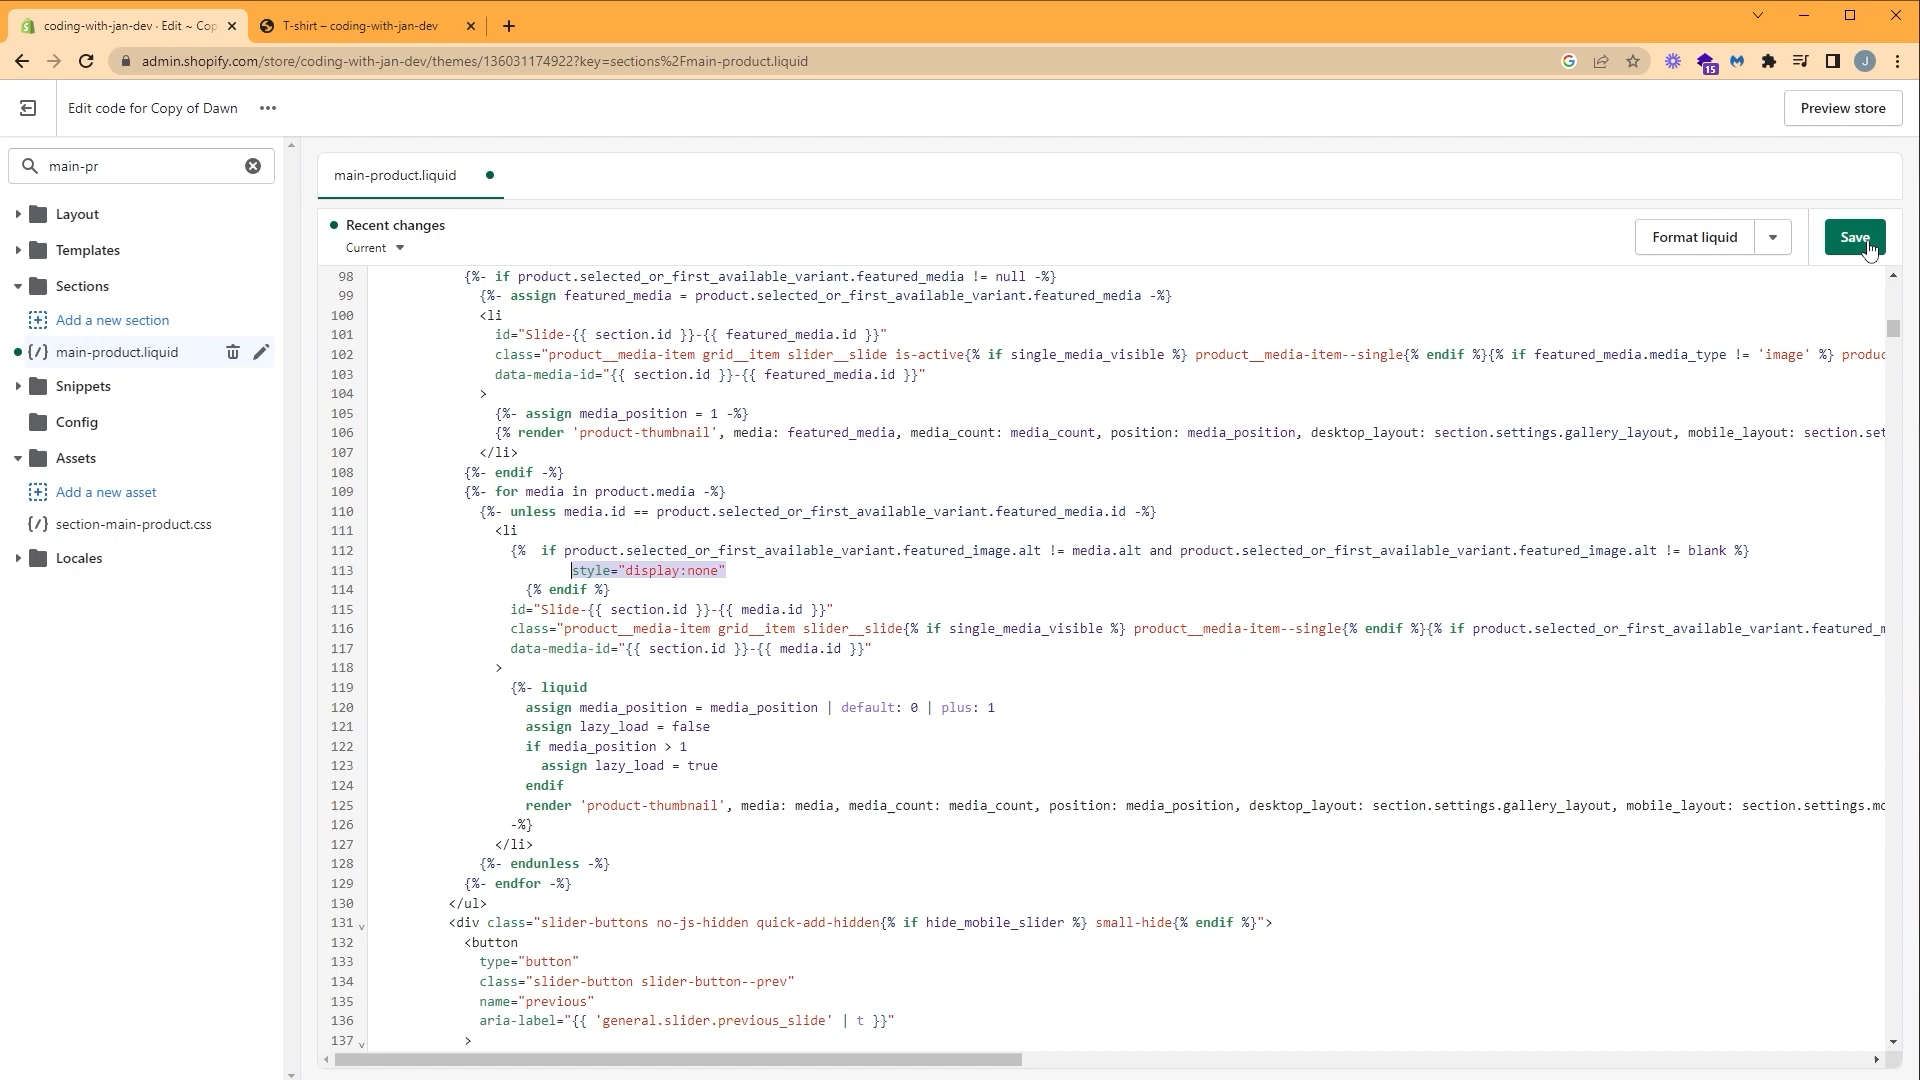 coding-with-jan-dev · Edit ~ Cop
T-shirt – coding-with-jan-dev
admin.shopify.com/store/coding-with-jan-dev/themes/136031174922?key=sections%2Fmain-product.liquid
15
J
Edit code for Copy of Dawn
Preview store
main-pr
Layout
Templates
Sections
Add a new section
main-product.liquid
Snippets
Config
Assets
Add a new asset
section-main-product.css
Locales
main-product.liquid
Recent changes
Current
Format liquid
Save
98 {%- if product.selected_or_first_available_variant.featured_media != null -%}
99 {%- assign featured_media = product.selected_or_first_available_variant.featured_media -%}
100 <li
101 id="Slide-{{ section.id }}-{{ featured_media.id }}"
102 class="product__media-item grid__item slider__slide is-active{% if single_media_visible %} product__media-item--single{% endif %}{% if featured_media.media_type != 'image' %} produc
103 data-media-id="{{ section.id }}-{{ featured_media.id }}"
104 >
105 {%- assign media_position = 1 -%}
106 {% render 'product-thumbnail', media: featured_media, media_count: media_count, position: media_position, desktop_layout: section.settings.gallery_layout, mobile_layout: section.set
107 </li>
108 {%- endif -%}
109 {%- for media in product.media -%}
110 {%- unless media.id == product.selected_or_first_available_variant.featured_media.id -%}
111 <li
112 {% if product.selected_or_first_available_variant.featured_image.alt != media.alt and product.selected_or_first_available_variant.featured_image.alt != blank %}
113 style="display:none"
114 {% endif %}
115 id="Slide-{{ section.id }}-{{ media.id }}"
116 class="product__media-item grid__item slider__slide{% if single_media_visible %} product__media-item--single{% endif %}{% if product.selected_or_first_available_variant.featured_m
117 data-media-id="{{ section.id }}-{{ media.id }}"
118 >
119 {%- liquid
120 assign media_position = media_position | default: 0 | plus: 1
121 assign lazy_load = false
122 if media_position > 1
123 assign lazy_load = true
124 endif
125 render 'product-thumbnail', media: media, media_count: media_count, position: media_position, desktop_layout: section.settings.gallery_layout, mobile_layout: section.settings.mo
126 -%}
127 </li>
128 {%- endunless -%}
129 {%- endfor -%}
130 </ul>
131 <div class="slider-buttons no-js-hidden quick-add-hidden{% if hide_mobile_slider %} small-hide{% endif %}">
132 <button
133 type="button"
134 class="slider-button slider-button--prev"
135 name="previous"
136 aria-label="{{ 'general.slider.previous_slide' | t }}"
137 >